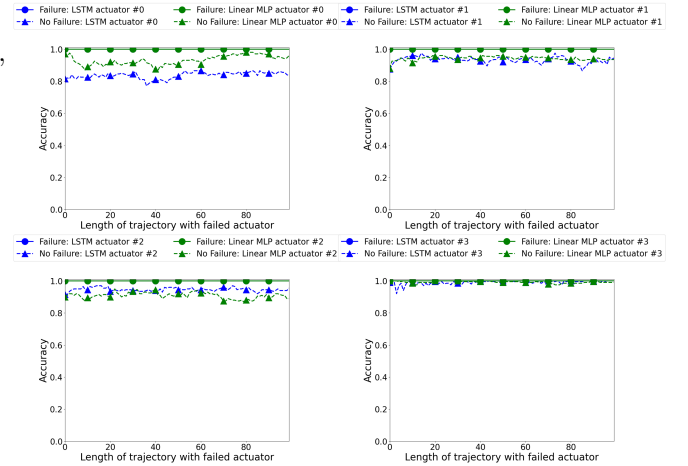 Failure: LSTM actuator #0 Failure: Linear MLP actuator #0 Failure: LSTM actuator #1 Failure: Linear MLP actuator #1
No Failure: LSTM actuator #0 No Failure: Linear MLP actuator #0 No Failure: LSTM actuator #1 No Failure: Linear MLP actuator #1
,
1.0 1.0
0.8 0.8
0.6 0.6
0.4 0.4
0.2 0.2
0.0 0.0
Accuracy Accuracy
0 20 40 60 80 0 20 40 60 80
Length of trajectory with failed actuator Length of trajectory with failed actuator
Failure: LSTM actuator #2 Failure: Linear MLP actuator #2 Failure: LSTM actuator #3 Failure: Linear MLP actuator #3
No Failure: LSTM actuator #2 No Failure: Linear MLP actuator #2 No Failure: LSTM actuator #3 No Failure: Linear MLP actuator #3
1.0 1.0
0.8 0.8
0.6 0.6
0.4 0.4
0.2 0.2
0.0 0.0
Accuracy Accuracy
0 20 40 60 80 0 20 40 60 80
Length of trajectory with failed actuator Length of trajectory with failed actuator